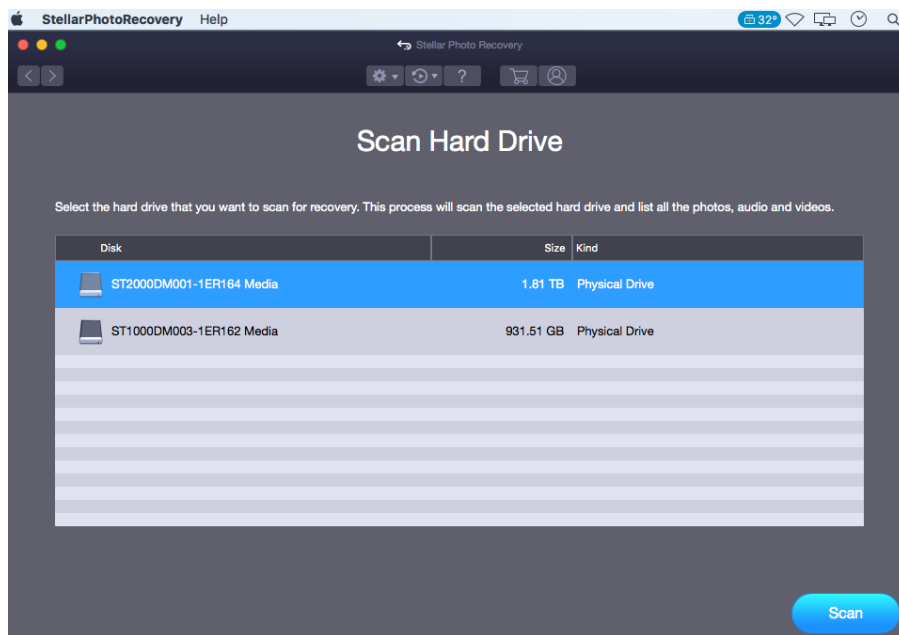 StellarPhotoRecovery Help 32°
Stellar Photo Recovery
?
Scan Hard Drive
Select the hard drive that you want to scan for recovery. This process will scan the selected hard drive and list all the photos, audio and videos.
Disk Size Kind
ST2000DM001-1ER164 Media 1.81 TB Physical Drive
ST1000DM003-1ER162 Media 931.51 GB Physical Drive
Scan